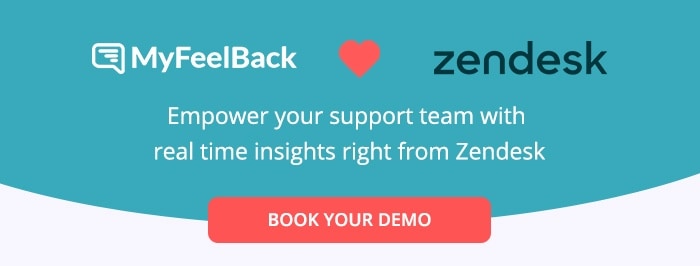 MyFeelBack zendesk
Empower your support team with
real time insights right from Zendesk
BOOK YOUR DEMO